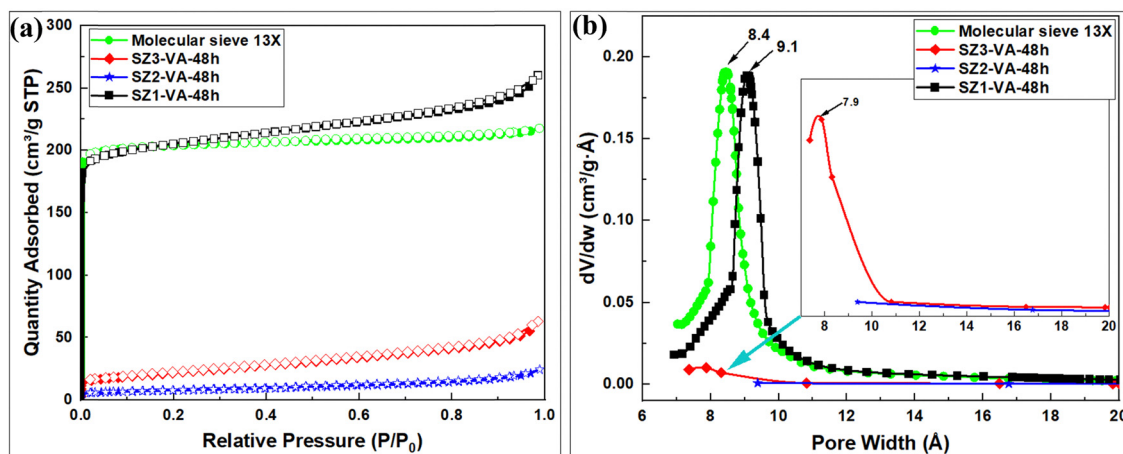 (a)
300
250
200
150
100
50
0
Quantity Adsorbed (cm³/g STP)
Molecular sieve 13X
SZ3-VA-48h
SZ2-VA-48h
SZ1-VA-48h
0.0 0.2 0.4 0.6 0.8 1.0
Relative Pressure (P/P₀)
(b)
0.20
0.15
0.10
0.05
0.00
dV/dw (cm³/g·Å)
8.4
9.1
Molecular sieve 13X
SZ3-VA-48h
SZ2-VA-48h
SZ1-VA-48h
7.9
8 10 12 14 16 18 20
6 8 10 12 14 16 18 20
Pore Width (Å)